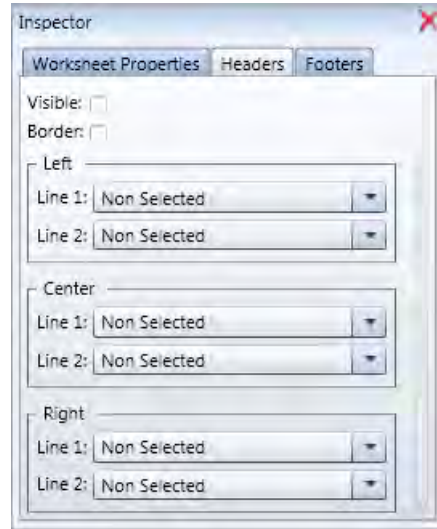 Inspector
Worksheet Properties Headers Footers
Visible:
Border:
Left
Line 1: Non Selected
Line 2: Non Selected
Center
Line 1: Non Selected
Line 2: Non Selected
Right
Line 1: Non Selected
Line 2: Non Selected